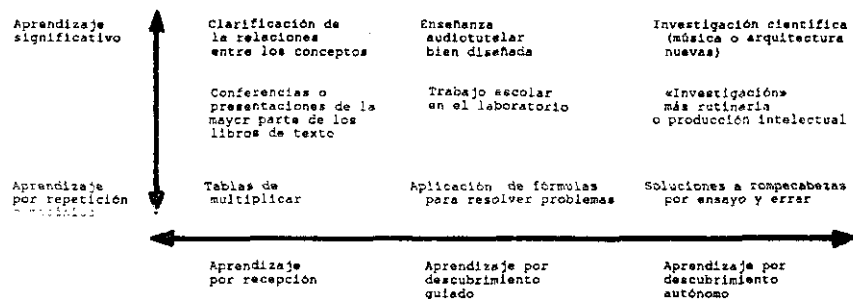 Aprendizaje
significativo
Clarificación de
la relaciones
entre los conceptos
Enseñanza
audiotutelar
bien diseñada
Investigación científica
(música o arquitectura
nuevas)
Conferencias o
presentaciones de la
mayor parte de los
libros de texto
Trabajo escolar
en el laboratorio
«Investigación»
más rutinaria
o producción intelectual
Aprendizaje
por repetición
Tablas de
multiplicar
Aplicación de fórmulas
para resolver problemas
Soluciones a rompecabezas
por ensayo y errar
Aprendizaje
por recepción
Aprendizaje por
descubrimiento
guiado
Aprendizaje por
descubrimiento
autónomo